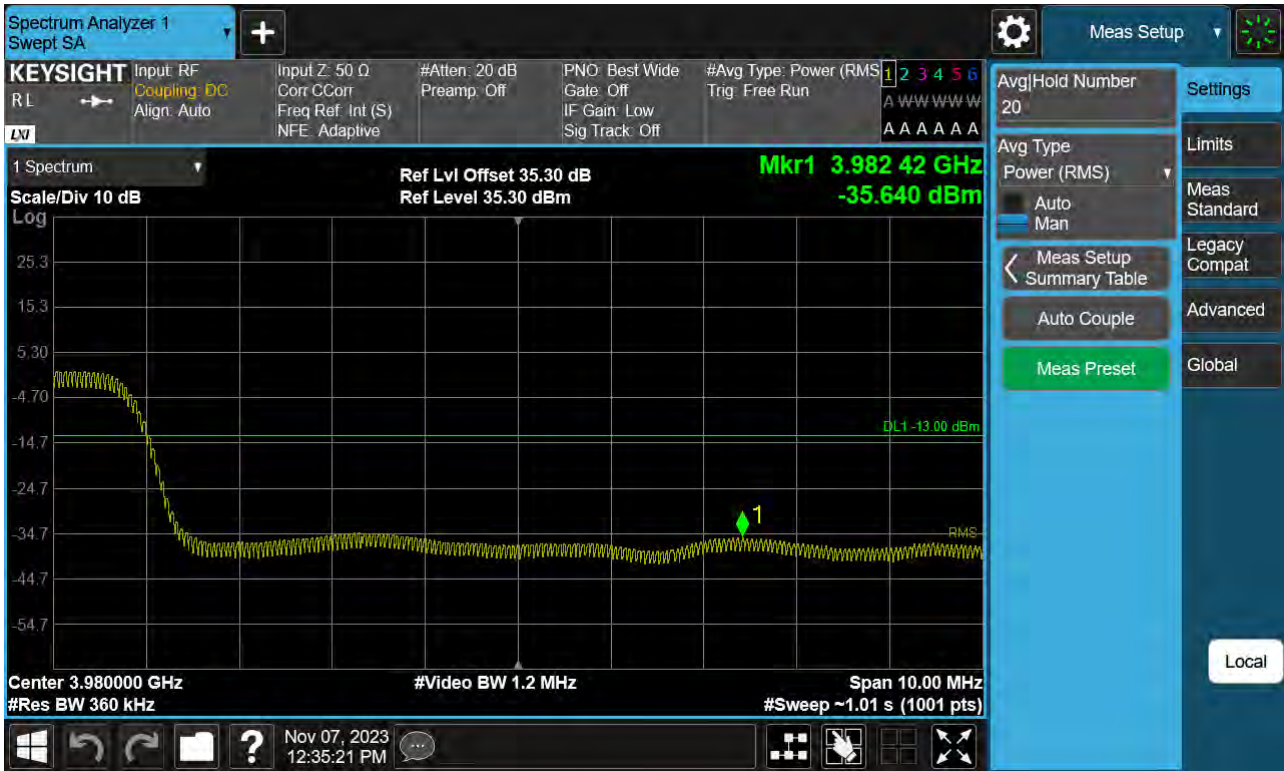 Spectrum Analyzer 1
Swept SA
+
Meas Setup
KEYSIGHT
RL
LXI
Input: RF
Coupling: DC
Align: Auto
Input Z: 50 Ω
Corr CCorr
Freq Ref: Int (S)
NFE: Adaptive
#Atten: 20 dB
Preamp: Off
PNO: Best Wide
Gate: Off
IF Gain: Low
Sig Track: Off
#Avg Type: Power (RMS
Trig: Free Run
1 2 3 4 5 6
A W W W W W
A A A A A A
1 Spectrum
Scale/Div 10 dB
Log
Ref Lvl Offset 35.30 dB
Ref Level 35.30 dBm
Mkr1 3.982 42 GHz
-35.640 dBm
25.3
15.3
5.30
-4.70
-14.7
-24.7
-34.7
-44.7
-54.7
DL1 -13.00 dBm
1
RMS
Center 3.980000 GHz
#Res BW 360 kHz
#Video BW 1.2 MHz
Span 10.00 MHz
#Sweep ~1.01 s (1001 pts)
Avg|Hold Number
20
Avg Type
Power (RMS)
Auto
Man
Meas Setup
Summary Table
Auto Couple
Meas Preset
Settings
Limits
Meas
Standard
Legacy
Compat
Advanced
Global
Local
?
Nov 07, 2023
12:35:21 PM